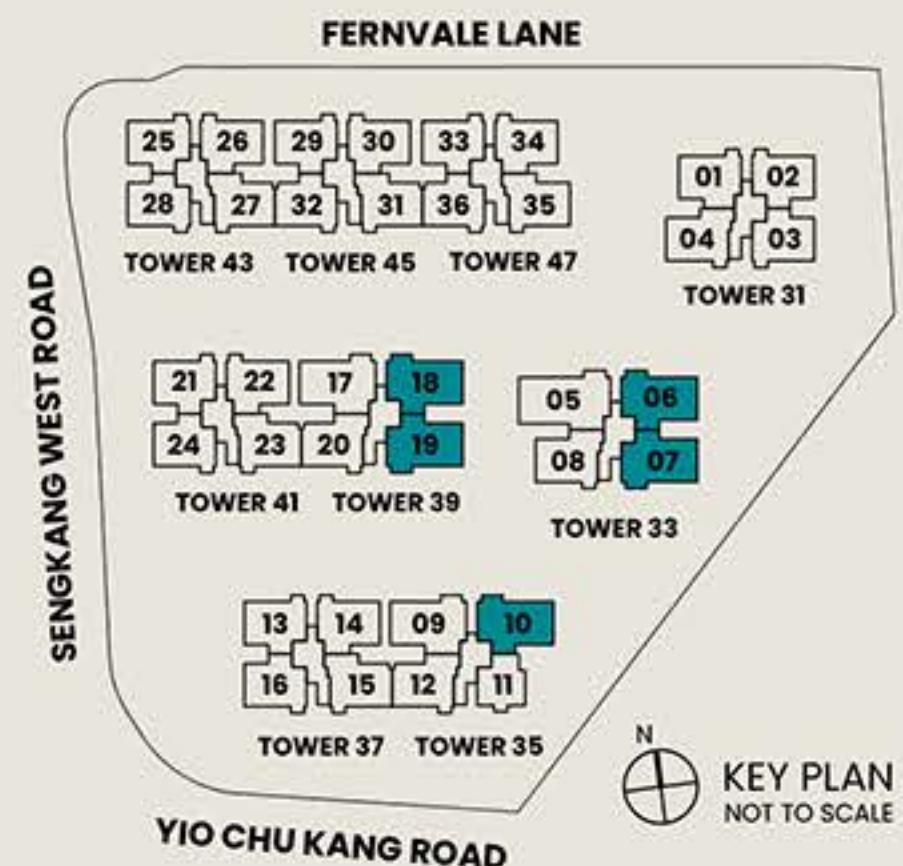 FERNVALE LANE
25 26 29 30 33 34
01 02
28 27 32 31 36 35
04 03
TOWER 43 TOWER 45 TOWER 47
TOWER 31
SENGKANG WEST ROAD
21 22 17 18
05 06
24 23 20 19
08 07
TOWER 41 TOWER 39
TOWER 33
13 14 09 10
16 15 12 11
TOWER 37 TOWER 35
N
KEY PLAN
NOT TO SCALE
YIO CHU KANG ROAD